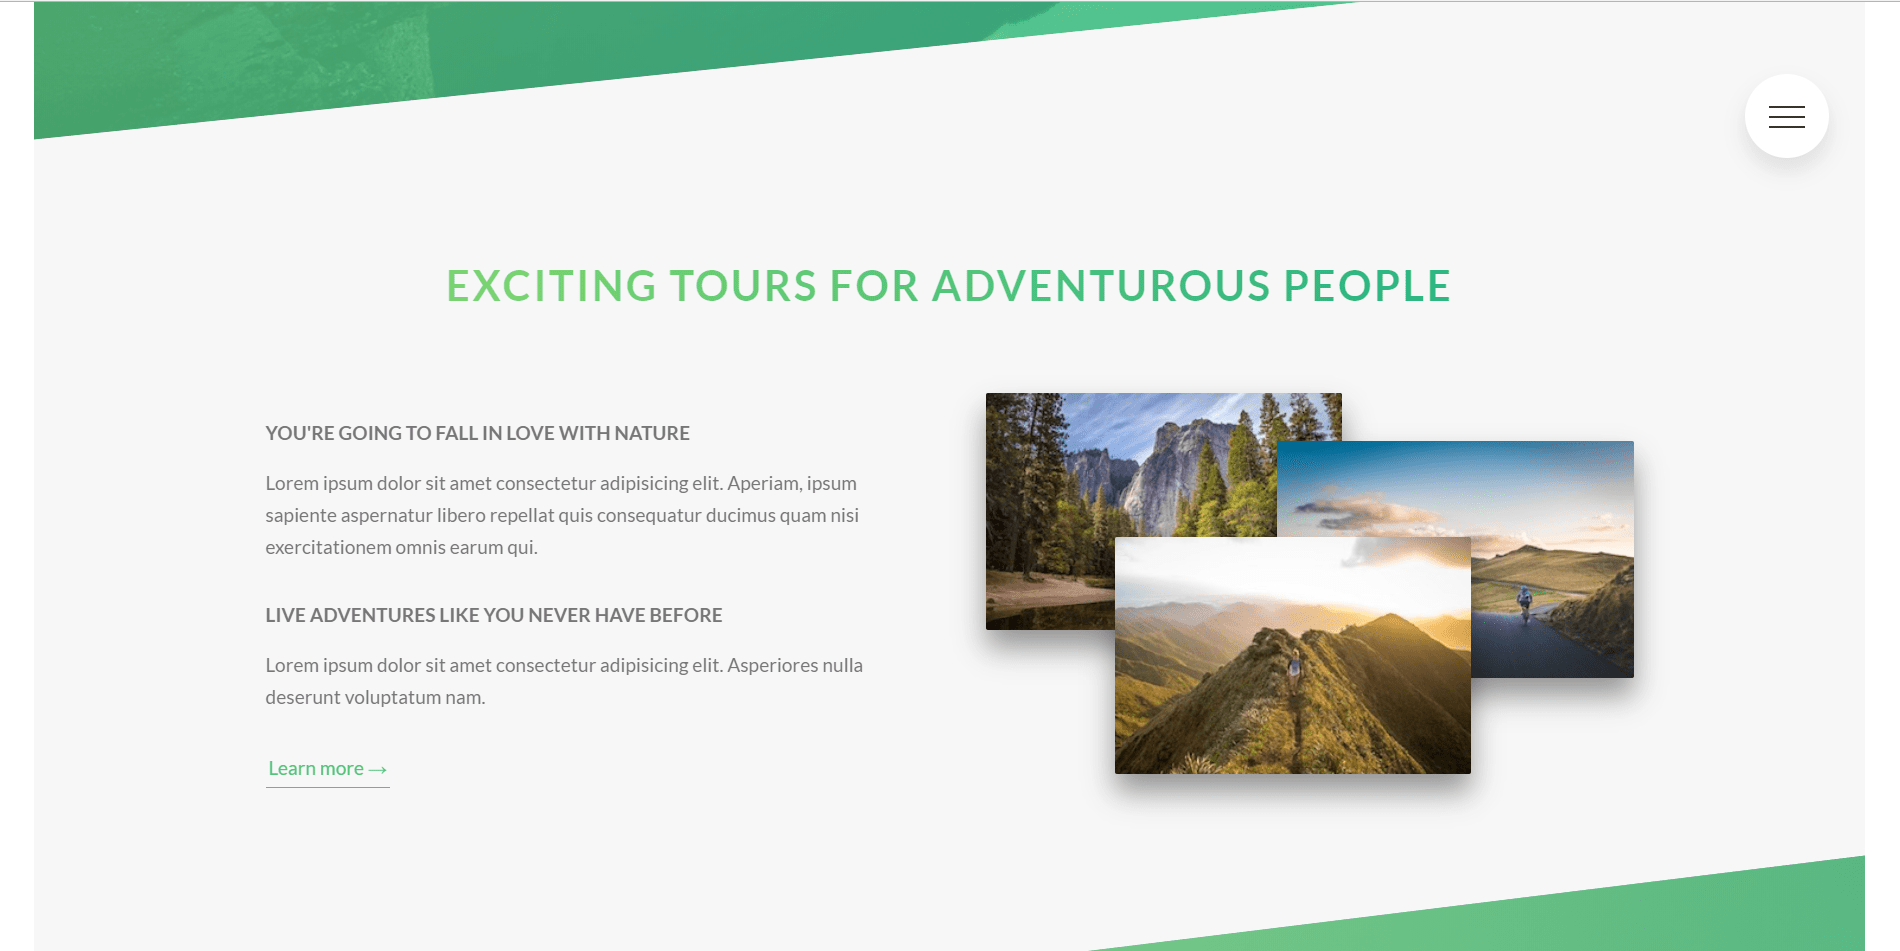 EXCITING TOURS FOR ADVENTUROUS PEOPLE
YOU'RE GOING TO FALL IN LOVE WITH NATURE
Lorem ipsum dolor sit amet consectetur adipisicing elit. Aperiam, ipsum
sapiente aspernatur libero repellat quis consequatur ducimus quam nisi
exercitationem omnis earum qui.
LIVE ADVENTURES LIKE YOU NEVER HAVE BEFORE
Lorem ipsum dolor sit amet consectetur adipisicing elit. Asperiores nulla
deserunt voluptatum nam.
Learn more →